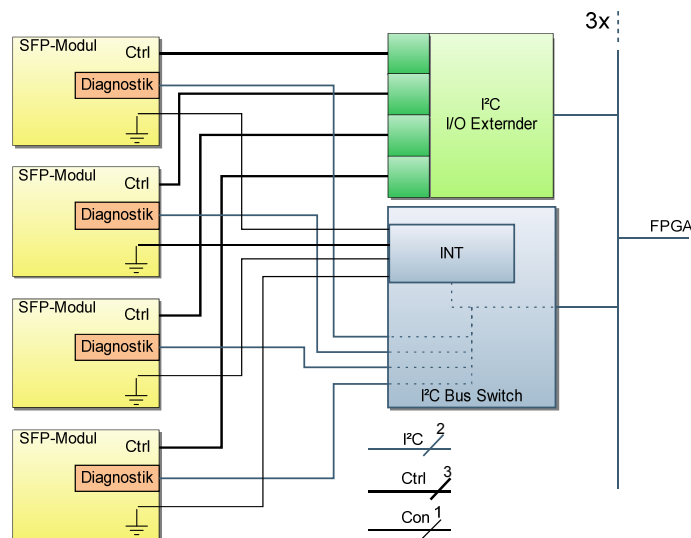 3x
SFP-Modul
Ctrl
Diagnostik
I²C
I/O Externder
SFP-Modul
Ctrl
Diagnostik
FPGA
INT
SFP-Modul
Ctrl
Diagnostik
I²C Bus Switch
SFP-Modul
Ctrl
Diagnostik
I²C 2
Ctrl 3
Con 1